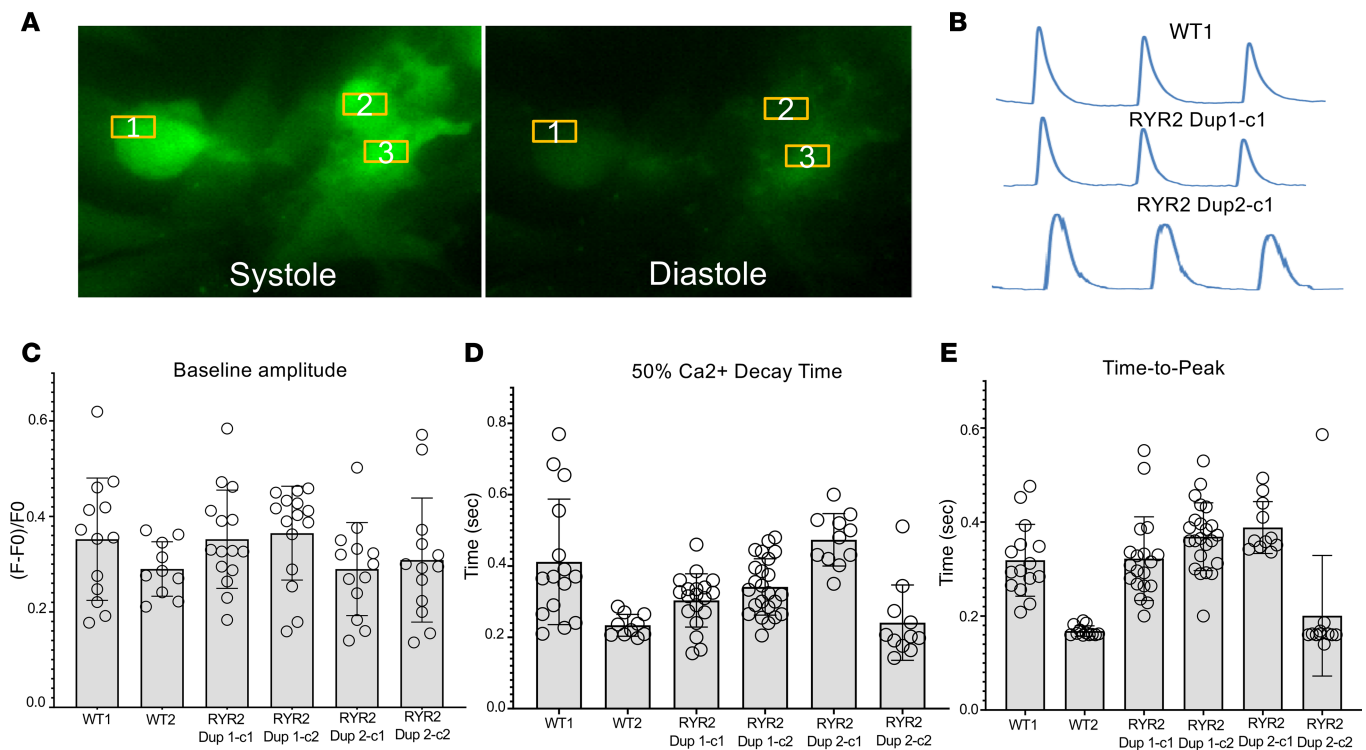 A
1
2
3
Systole
1
2
3
Diastole
B
WT1
RYR2 Dup1-c1
RYR2 Dup2-c1
C
Baseline amplitude
(F-F0)/F0
0.6
0.4
0.2
0.0
WT1
WT2
RYR2
Dup 1-c1
RYR2
Dup 1-c2
RYR2
Dup 2-c1
RYR2
Dup 2-c2
D
50% Ca2+ Decay Time
Time (sec)
0.8
0.6
0.4
0.2
0.0
WT1
WT2
RYR2
Dup 1-c1
RYR2
Dup 1-c2
RYR2
Dup 2-c1
RYR2
Dup 2-c2
E
Time-to-Peak
Time (sec)
0.6
0.4
0.2
0.0
WT1
WT2
RYR2
Dup 1-c1
RYR2
Dup 1-c2
RYR2
Dup 2-c1
RYR2
Dup 2-c2